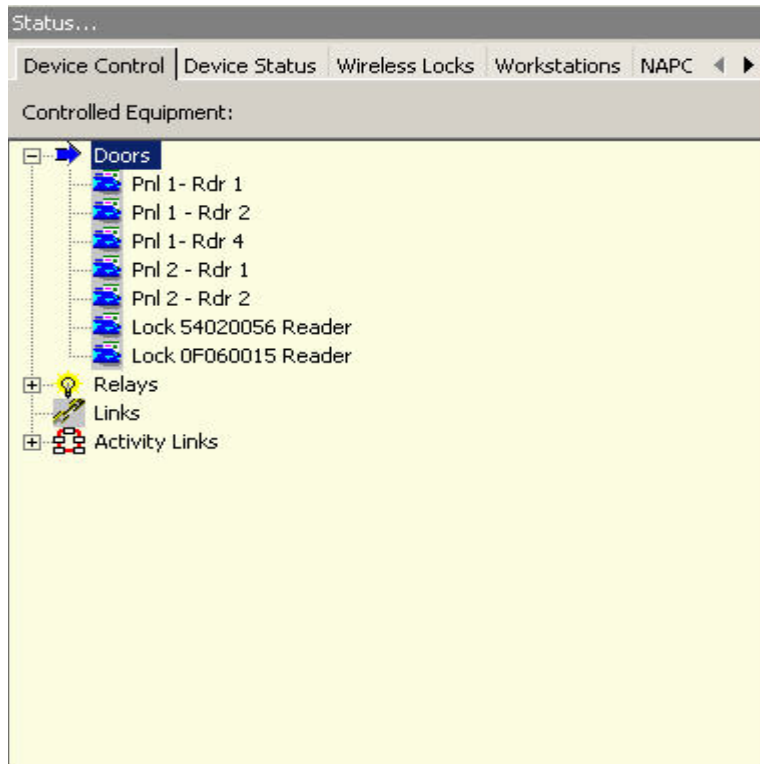 Status...
Device Control Device Status Wireless Locks Workstations NAPC
Controlled Equipment:
Doors
Pnl 1- Rdr 1
Pnl 1 - Rdr 2
Pnl 1- Rdr 4
Pnl 2 - Rdr 1
Pnl 2 - Rdr 2
Lock 54020056 Reader
Lock 0F060015 Reader
Relays
Links
Activity Links